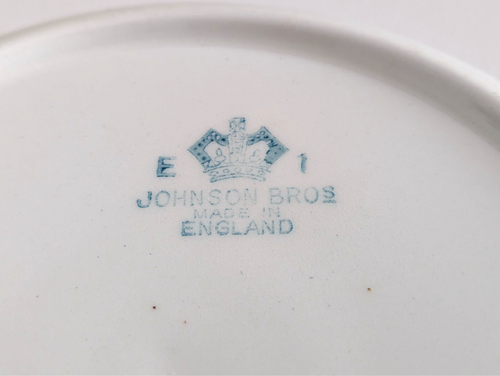 E 1
JOHNSON BROS
MADE IN
ENGLAND